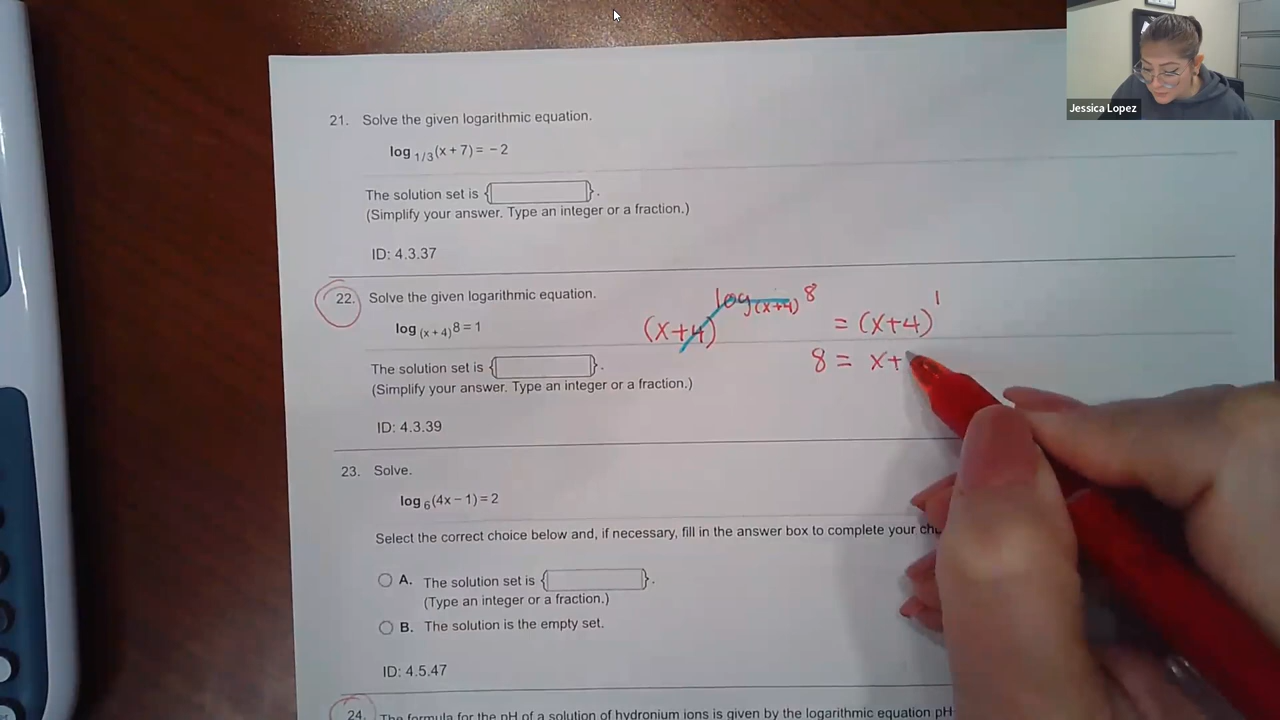 Jessica Lopez
21. Solve the given logarithmic equation.
log 1/3 (x + 7) = − 2
The solution set is { }.
(Simplify your answer. Type an integer or a fraction.)
ID: 4.3.37
22. Solve the given logarithmic equation.
log (x + 4) 8 = 1
(x+4)^log (x+4) 8 = (x+4)^1
8 = x+
The solution set is { }.
(Simplify your answer. Type an integer or a fraction.)
ID: 4.3.39
23. Solve.
log 6 (4x − 1) = 2
Select the correct choice below and, if necessary, fill in the answer box to complete your
A. The solution set is { }.
(Type an integer or a fraction.)
B. The solution is the empty set.
ID: 4.5.47
24. The formula for the pH of a solution of hydronium ions is given by the logarithmic equation pH